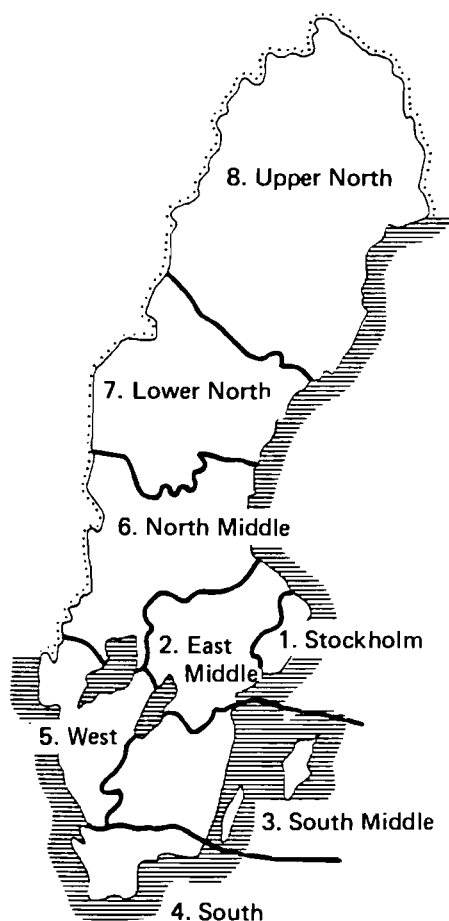 8. Upper North
7. Lower North
6. North Middle
2. East
Middle
1. Stockholm
5. West
3. South Middle
4. South